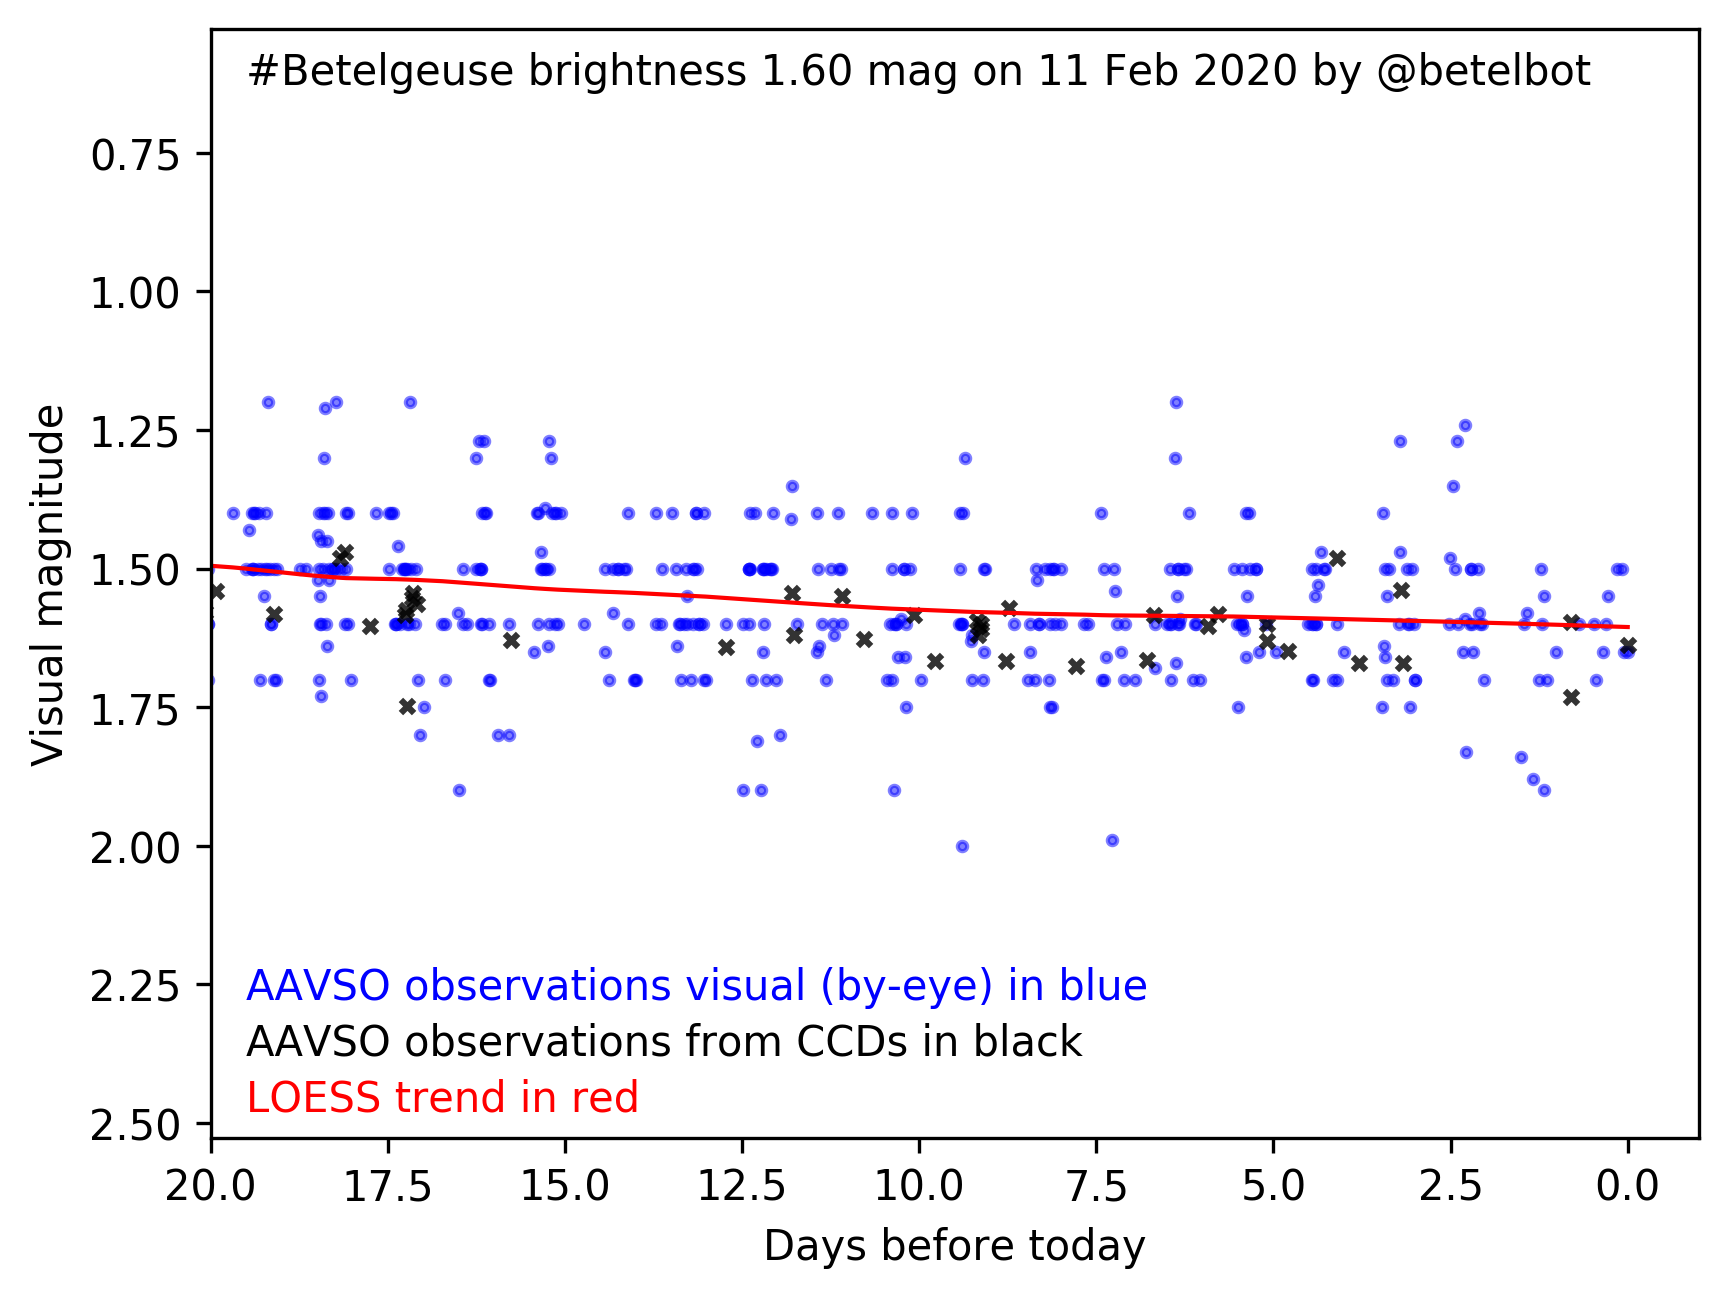 #Betelgeuse brightness 1.60 mag on 11 Feb 2020 by @betelbot
0.75
1.00
1.25
1.50
1.75
2.00
2.25
2.50
Visual magnitude
AAVSO observations visual (by-eye) in blue
AAVSO observations from CCDs in black
LOESS trend in red
20.0 17.5 15.0 12.5 10.0 7.5 5.0 2.5 0.0
Days before today